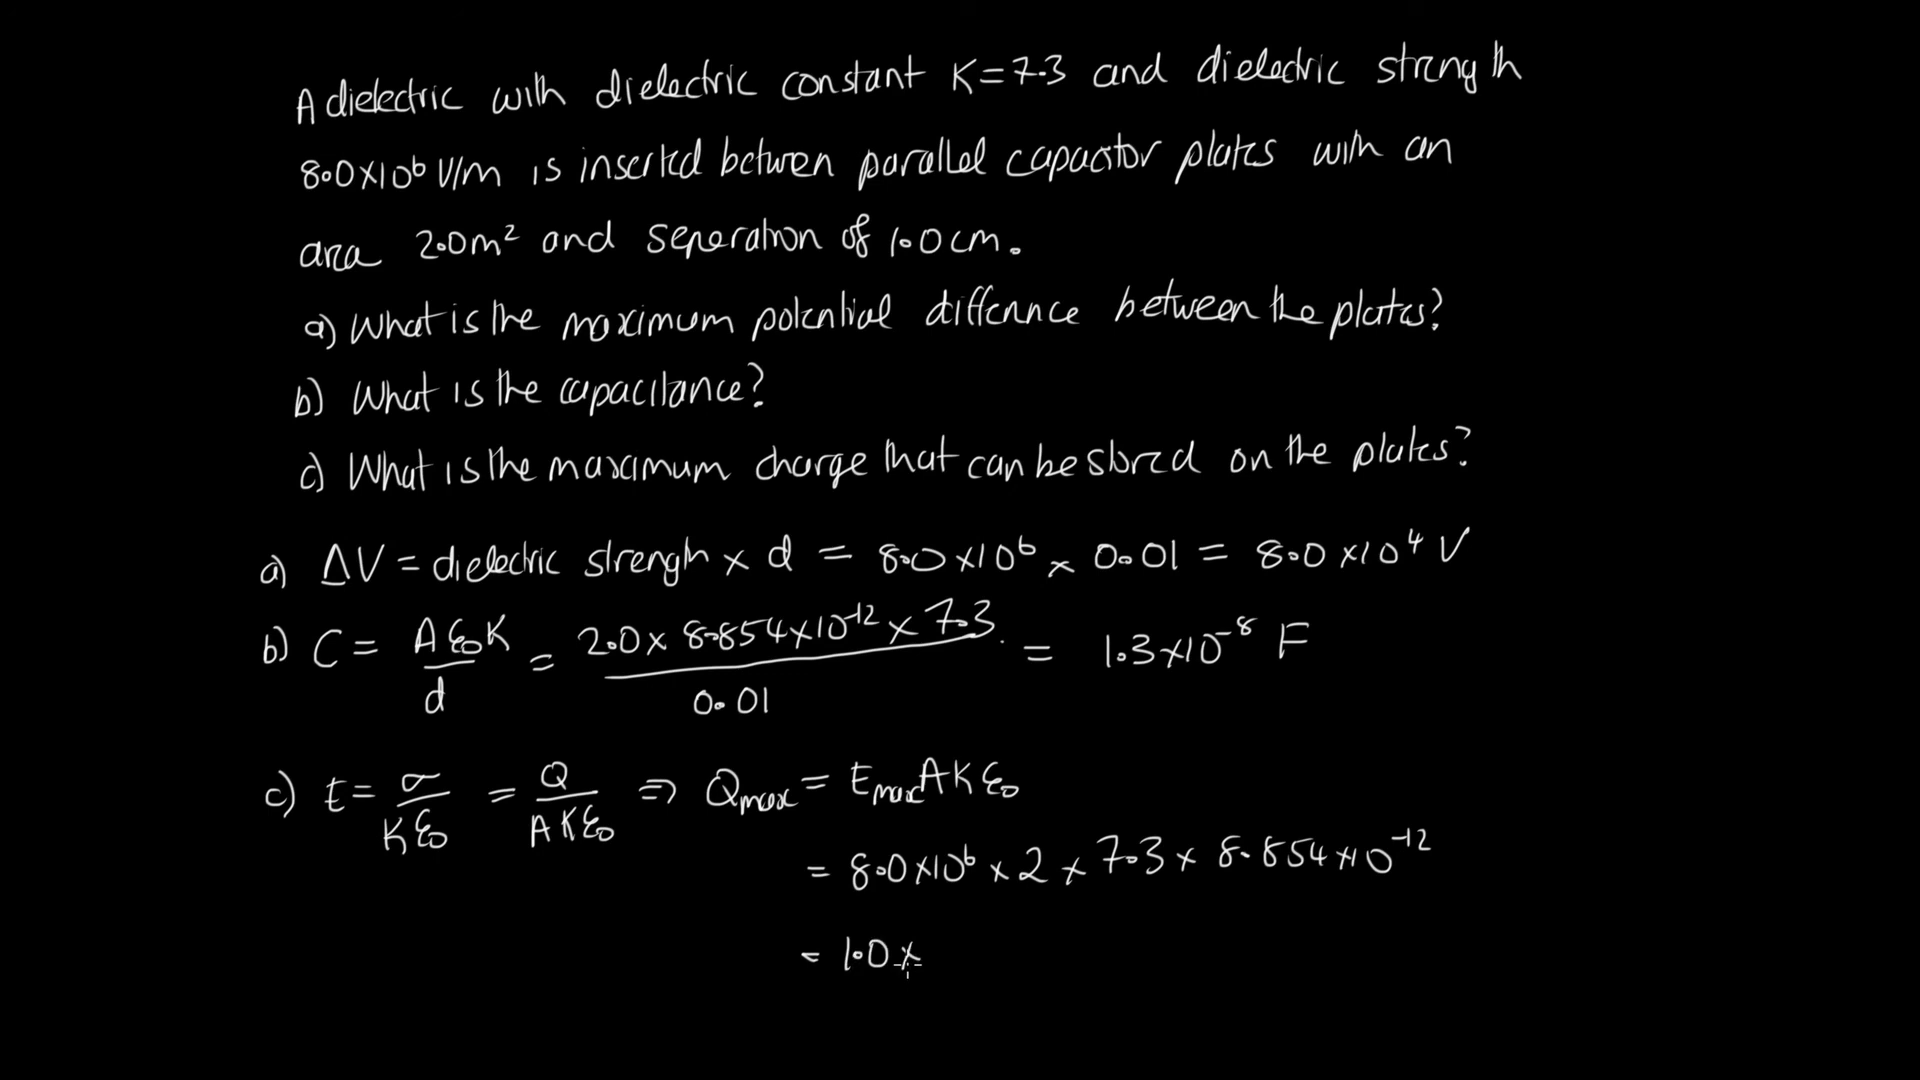 A dielectric with dielectric constant K=7.3 and dielectric strength
8.0×10⁶ V/m is inserted between parallel capacitor plates with an
area 2.0m² and seperation of 1.0cm.
a) What is the maximum potential difference between the plates?
b) What is the capacitance?
c) What is the maximum charge that can be stored on the plates?
a) ΔV = dielectric strength × d = 8.0×10⁶ × 0.01 = 8.0×10⁴ V
b) C = Aε₀K/d = 2.0 × 8.854×10⁻¹² × 7.3/0.01 = 1.3×10⁻⁸ F
c) E = σ/Kε₀ = Q/AKε₀ ⇒ Qmax = EmaxAKε₀
= 8.0×10⁶ × 2 × 7.3 × 8.854×10⁻¹²
= 1.0 ×